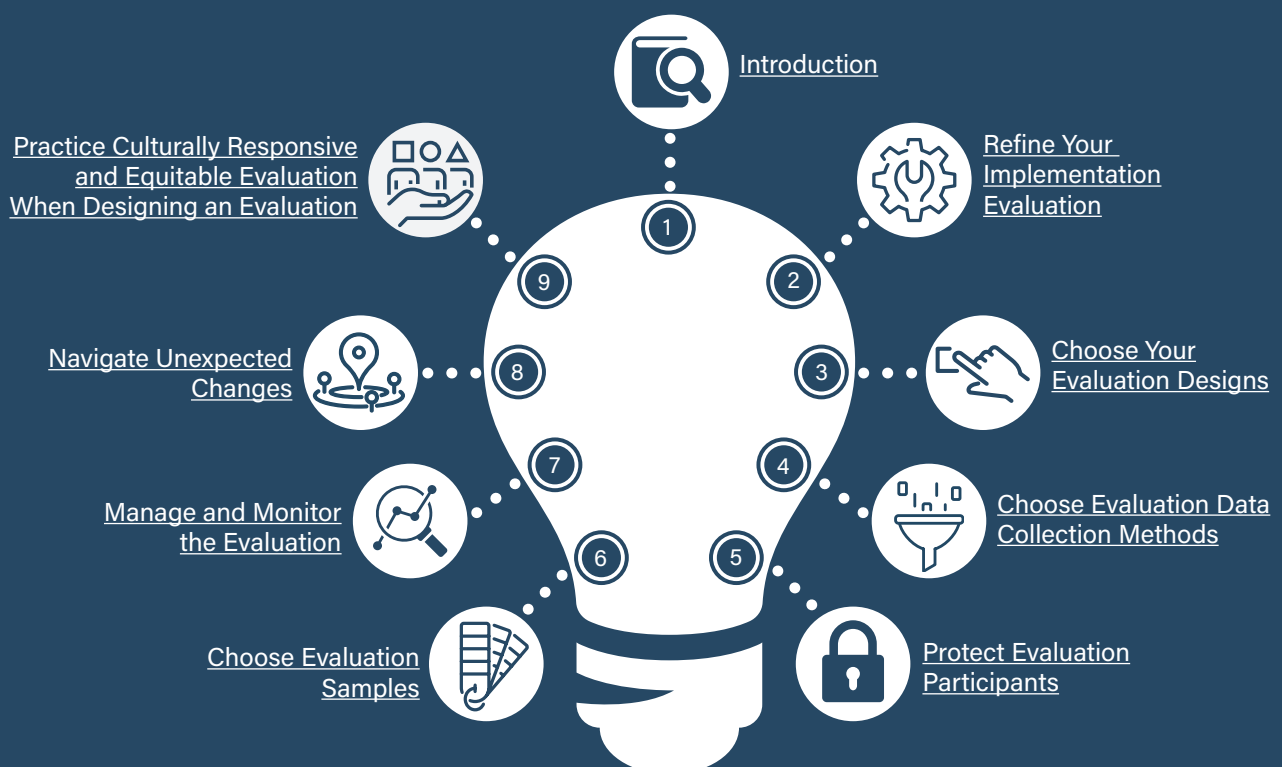 Introduction
1
Refine Your
Implementation
Evaluation
2
Choose Your
Evaluation Designs
3
Choose Evaluation Data
Collection Methods
4
Protect Evaluation
Participants
5
Choose Evaluation
Samples
6
Manage and Monitor
the Evaluation
7
Navigate Unexpected
Changes
8
Practice Culturally Responsive
and Equitable Evaluation
When Designing an Evaluation
9